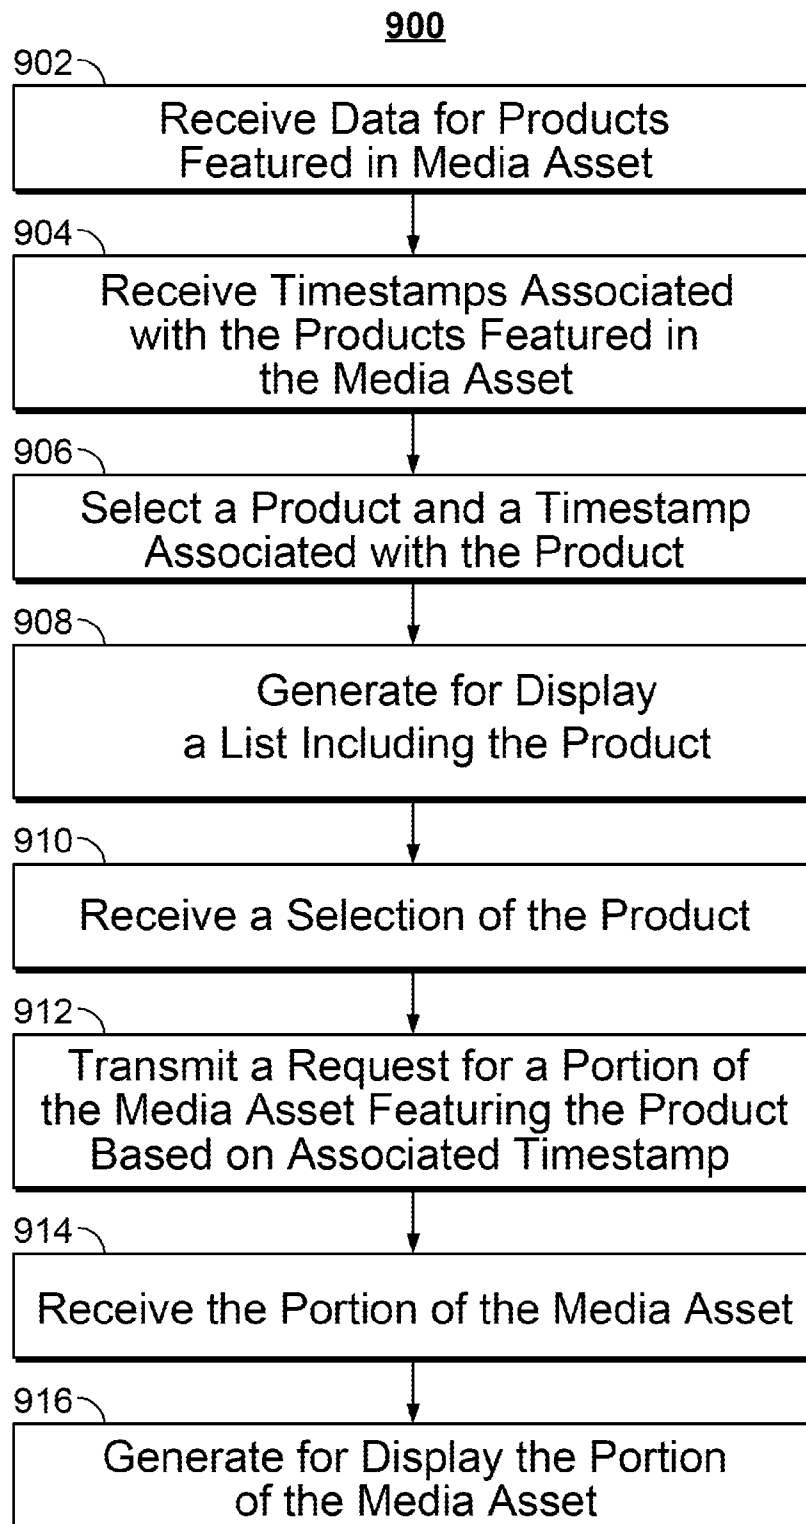 900
902
Receive Data for Products
Featured in Media Asset
904
Receive Timestamps Associated
with the Products Featured in
the Media Asset
906
Select a Product and a Timestamp
Associated with the Product
908
Generate for Display
a List Including the Product
910
Receive a Selection of the Product
912
Transmit a Request for a Portion of
the Media Asset Featuring the Product
Based on Associated Timestamp
914
Receive the Portion of the Media Asset
916
Generate for Display the Portion
of the Media Asset